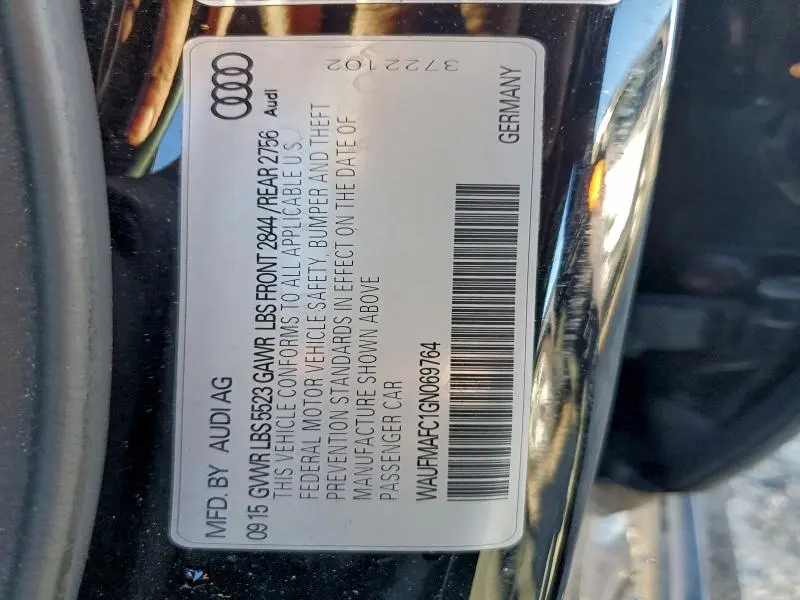 MFD. BY AUDI AG
Audi
09 15 GWWR LBS 5523 GAWR LBS FRONT 2844 / REAR 2756
THIS VEHICLE CONFORMS TO ALL APPLICABLE U.S.
FEDERAL MOTOR VEHICLE SAFETY, BUMPER AND THEFT
PREVENTION STANDARDS IN EFFECT ON THE DATE OF
MANUFACTURE SHOWN ABOVE
3722102
PASSENGER CAR
WAUFMAFC1GN069764
GERMANY